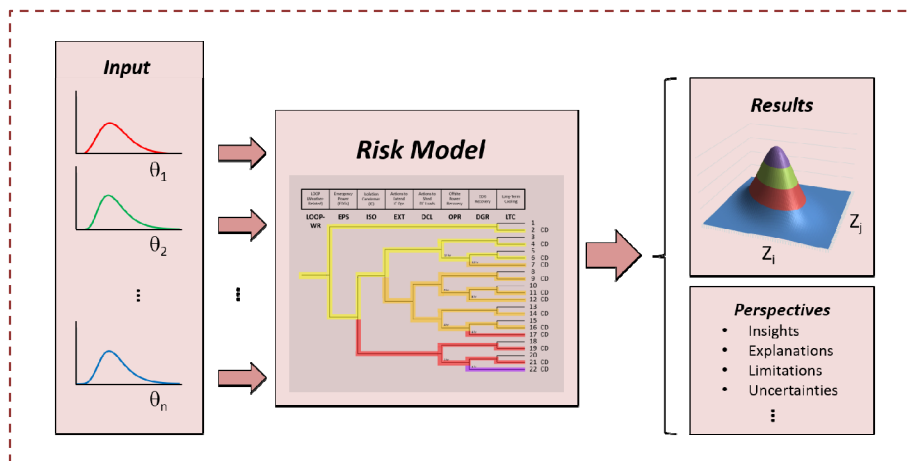 Input
θ1
θ2
...
...
θn
Risk Model
LOOP-WR EPS ISO EXT DCL OPR DGR LTC
1
2 CD
3
4 CD
5
6 CD
7 CD
8
9 CD
10
11 CD
12 CD
13
14 CD
15
16 CD
17 CD
18
19 CD
20
21 CD
22 CD
Results
Zi
Zj
Perspectives
• Insights
• Explanations
• Limitations
• Uncertainties
⋮